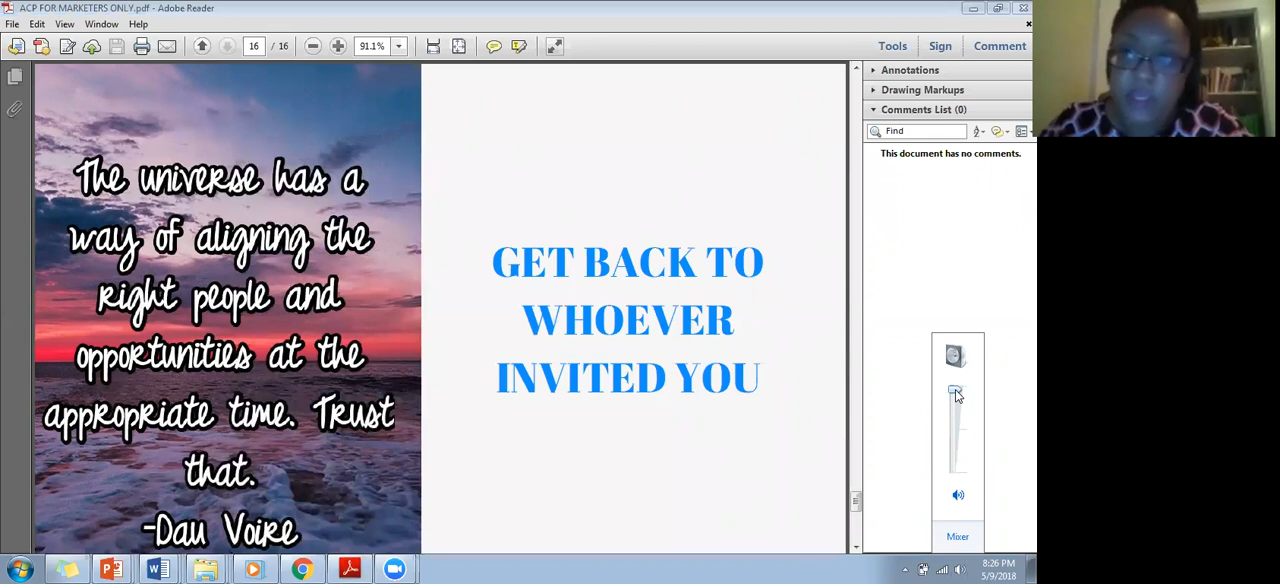 ACP FOR MARKETERS ONLY.pdf - Adobe Reader
File Edit View Window Help
16 / 16 91.1% Tools Sign Comment
Annotations
Drawing Markups
Comments List (0)
Find
This document has no comments.
The universe has a
way of aligning the
right people and
opportunities at the
appropriate time. Trust
that.
-Dau Voire
GET BACK TO
WHOEVER
INVITED YOU
Mixer
8:26 PM
5/9/2018